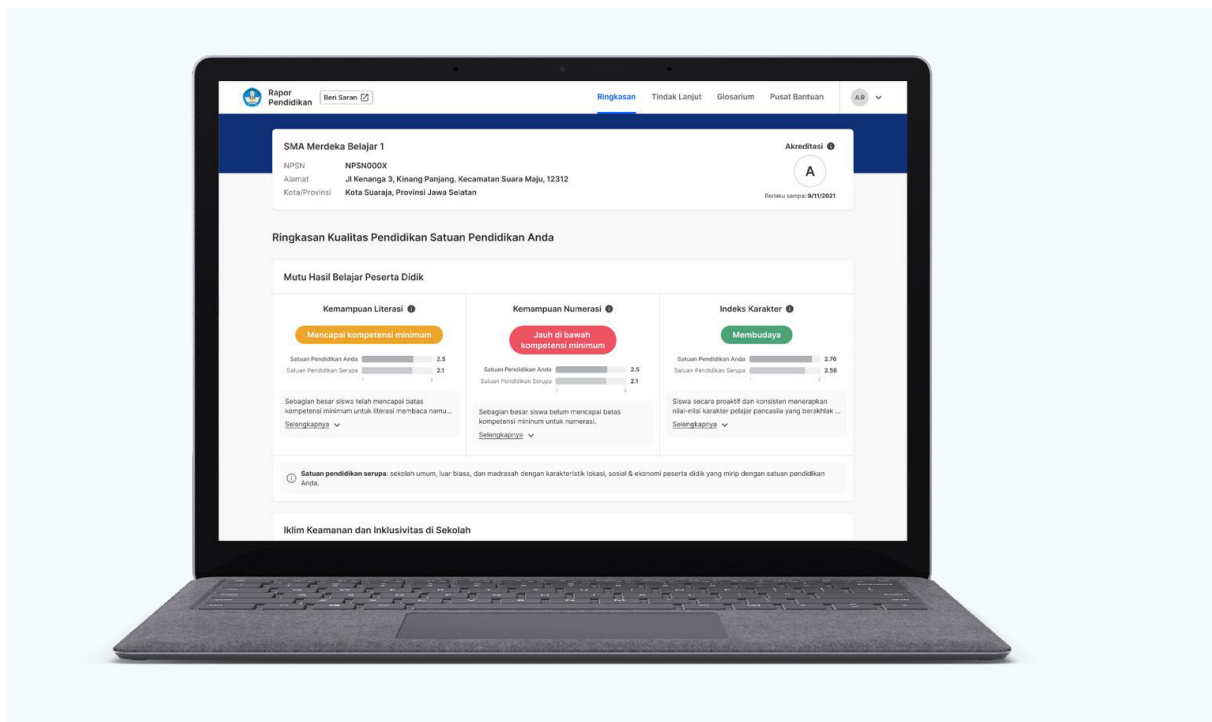 Rapor
Pendidikan
Beri Saran
Ringkasan Tindak Lanjut Glosarium Pusat Bantuan AR
SMA Merdeka Belajar 1
Akreditasi
NPSN NPSN000X
A
Alamat Jl Kenanga 3, Kinang Panjang, Kecamatan Suara Maju, 12312
Kota/Provinsi Kota Suaraja, Provinsi Jawa Selatan
Berlaku sampai 9/11/2021
Ringkasan Kualitas Pendidikan Satuan Pendidikan Anda
Mutu Hasil Belajar Peserta Didik
Kemampuan Literasi
Mencapai kompetensi minimum
Satuan Pendidikan Anda 2.5
Satuan Pendidikan Serupa 2.1
1 2
Sebagian besar siswa telah mencapai batas
kompetensi minimum untuk literasi membaca namu...
Selengkapnya
Kemampuan Numerasi
Jauh di bawah
kompetensi minimum
Satuan Pendidikan Anda 2.5
Satuan Pendidikan Serupa 2.1
1 2
Sebagian besar siswa belum mencapai batas
kompetensi mininum untuk numerasi.
Selengkapnya
Indeks Karakter
Membudaya
Satuan Pendidikan Anda 2.76
Satuan Pendidikan Serupa 2.56
1 2
Siswa secara proaktif dan konsisten menerapkan
nilai-nilai karakter pelajar pancasila yang berakhlak ...
Selengkapnya
Satuan pendidikan serupa: sekolah umum, luar biasa, dan madrasah dengan karakteristik lokasi, sosial & ekonomi peserta didik yang mirip dengan satuan pendidikan
Anda.
Iklim Keamanan dan Inklusivitas di Sekolah